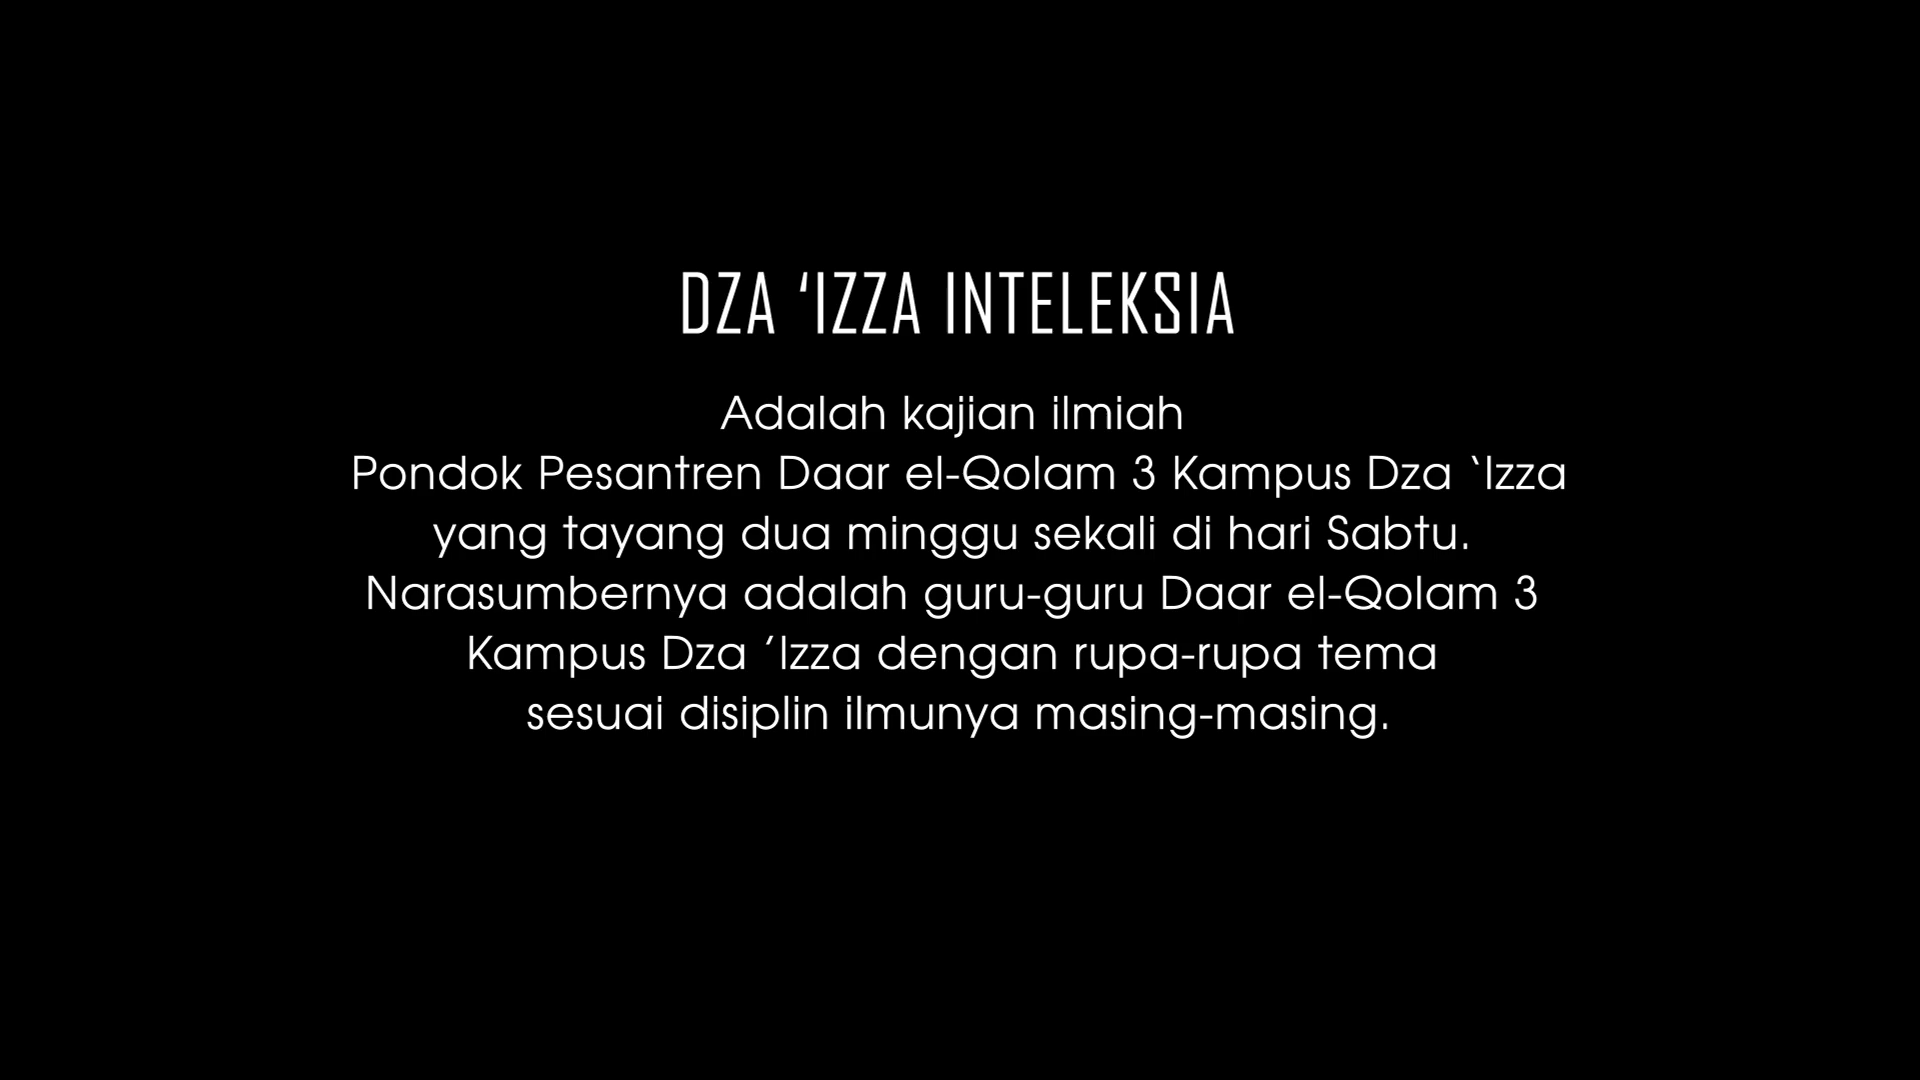 DZA ‘IZZA INTELEKSIA
Adalah kajian ilmiah
Pondok Pesantren Daar el-Qolam 3 Kampus Dza `Izza
yang tayang dua minggu sekali di hari Sabtu.
Narasumbernya adalah guru-guru Daar el-Qolam 3
Kampus Dza ’Izza dengan rupa-rupa tema
sesuai disiplin ilmunya masing-masing.